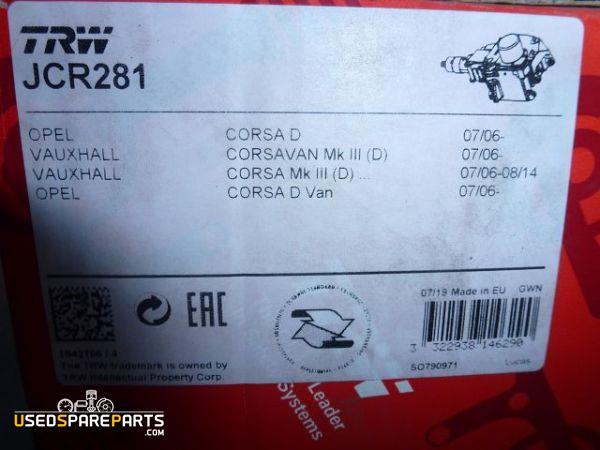 TRW
JCR281
OPEL CORSA D 07/06-
VAUXHALL CORSAVAN Mk III (D) 07/06-
VAUXHALL CORSA Mk III (D) ... 07/06-08/14
OPEL CORSA D Van 07/06-
EAC
07/19 Made in EU GWN
3 322938 146290
SO790971 Lucas
The TRW trademark is owned by
TRW Intellectual Property Corp.
Leader
Systems
USEDSPAREPARTS
.COM